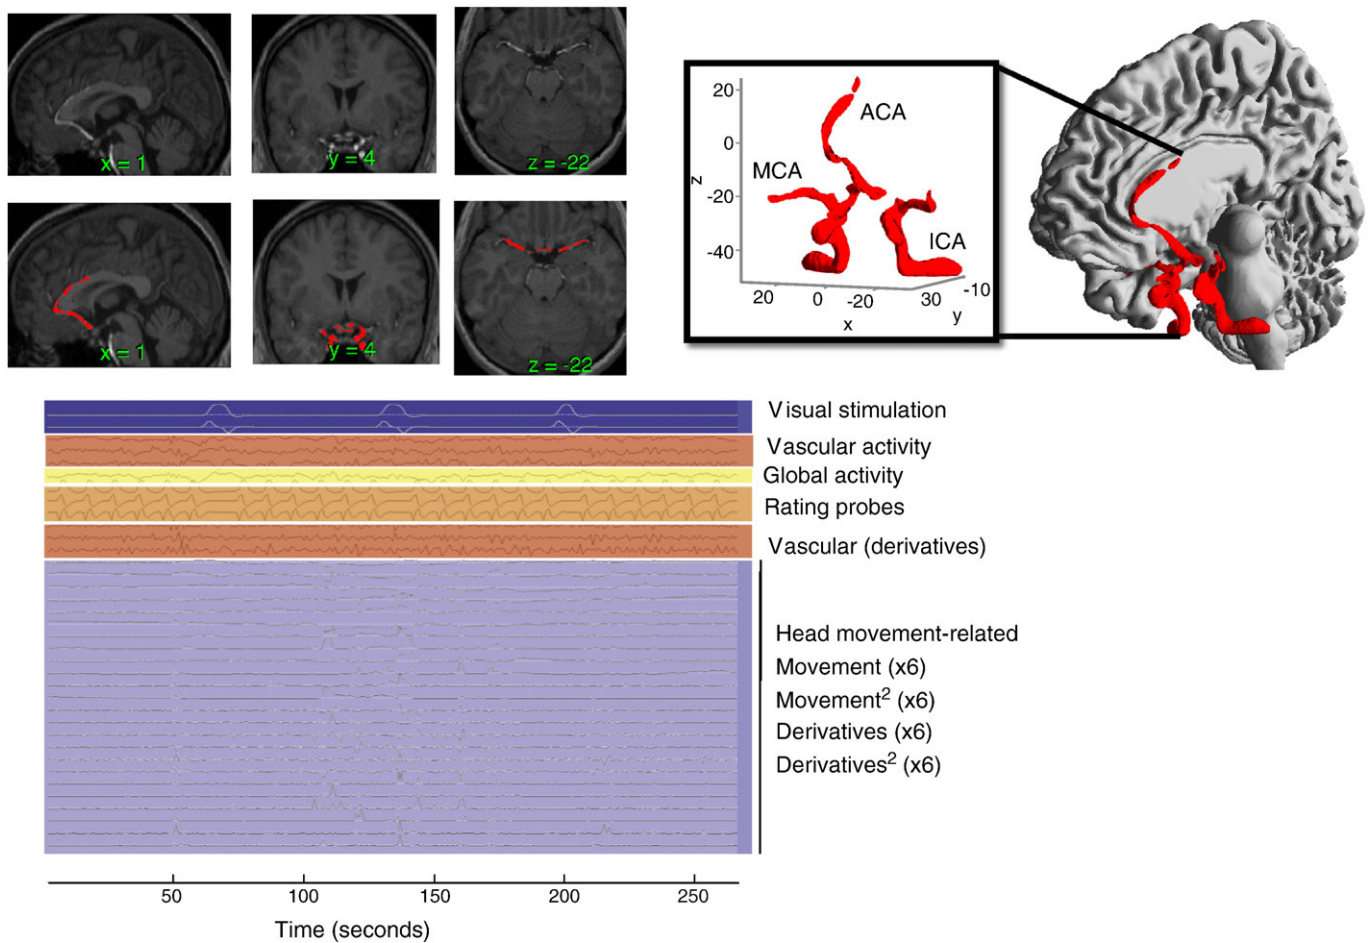 x = 1
y = 4
z = -22
x = 1
y = 4
z = -22
20
0
-20
-40
z
ACA
MCA
ICA
20
0
-20
x
30
-10
y
Visual stimulation
Vascular activity
Global activity
Rating probes
Vascular (derivatives)
Head movement-related
Movement (x6)
Movement² (x6)
Derivatives (x6)
Derivatives² (x6)
50
100
150
200
250
Time (seconds)